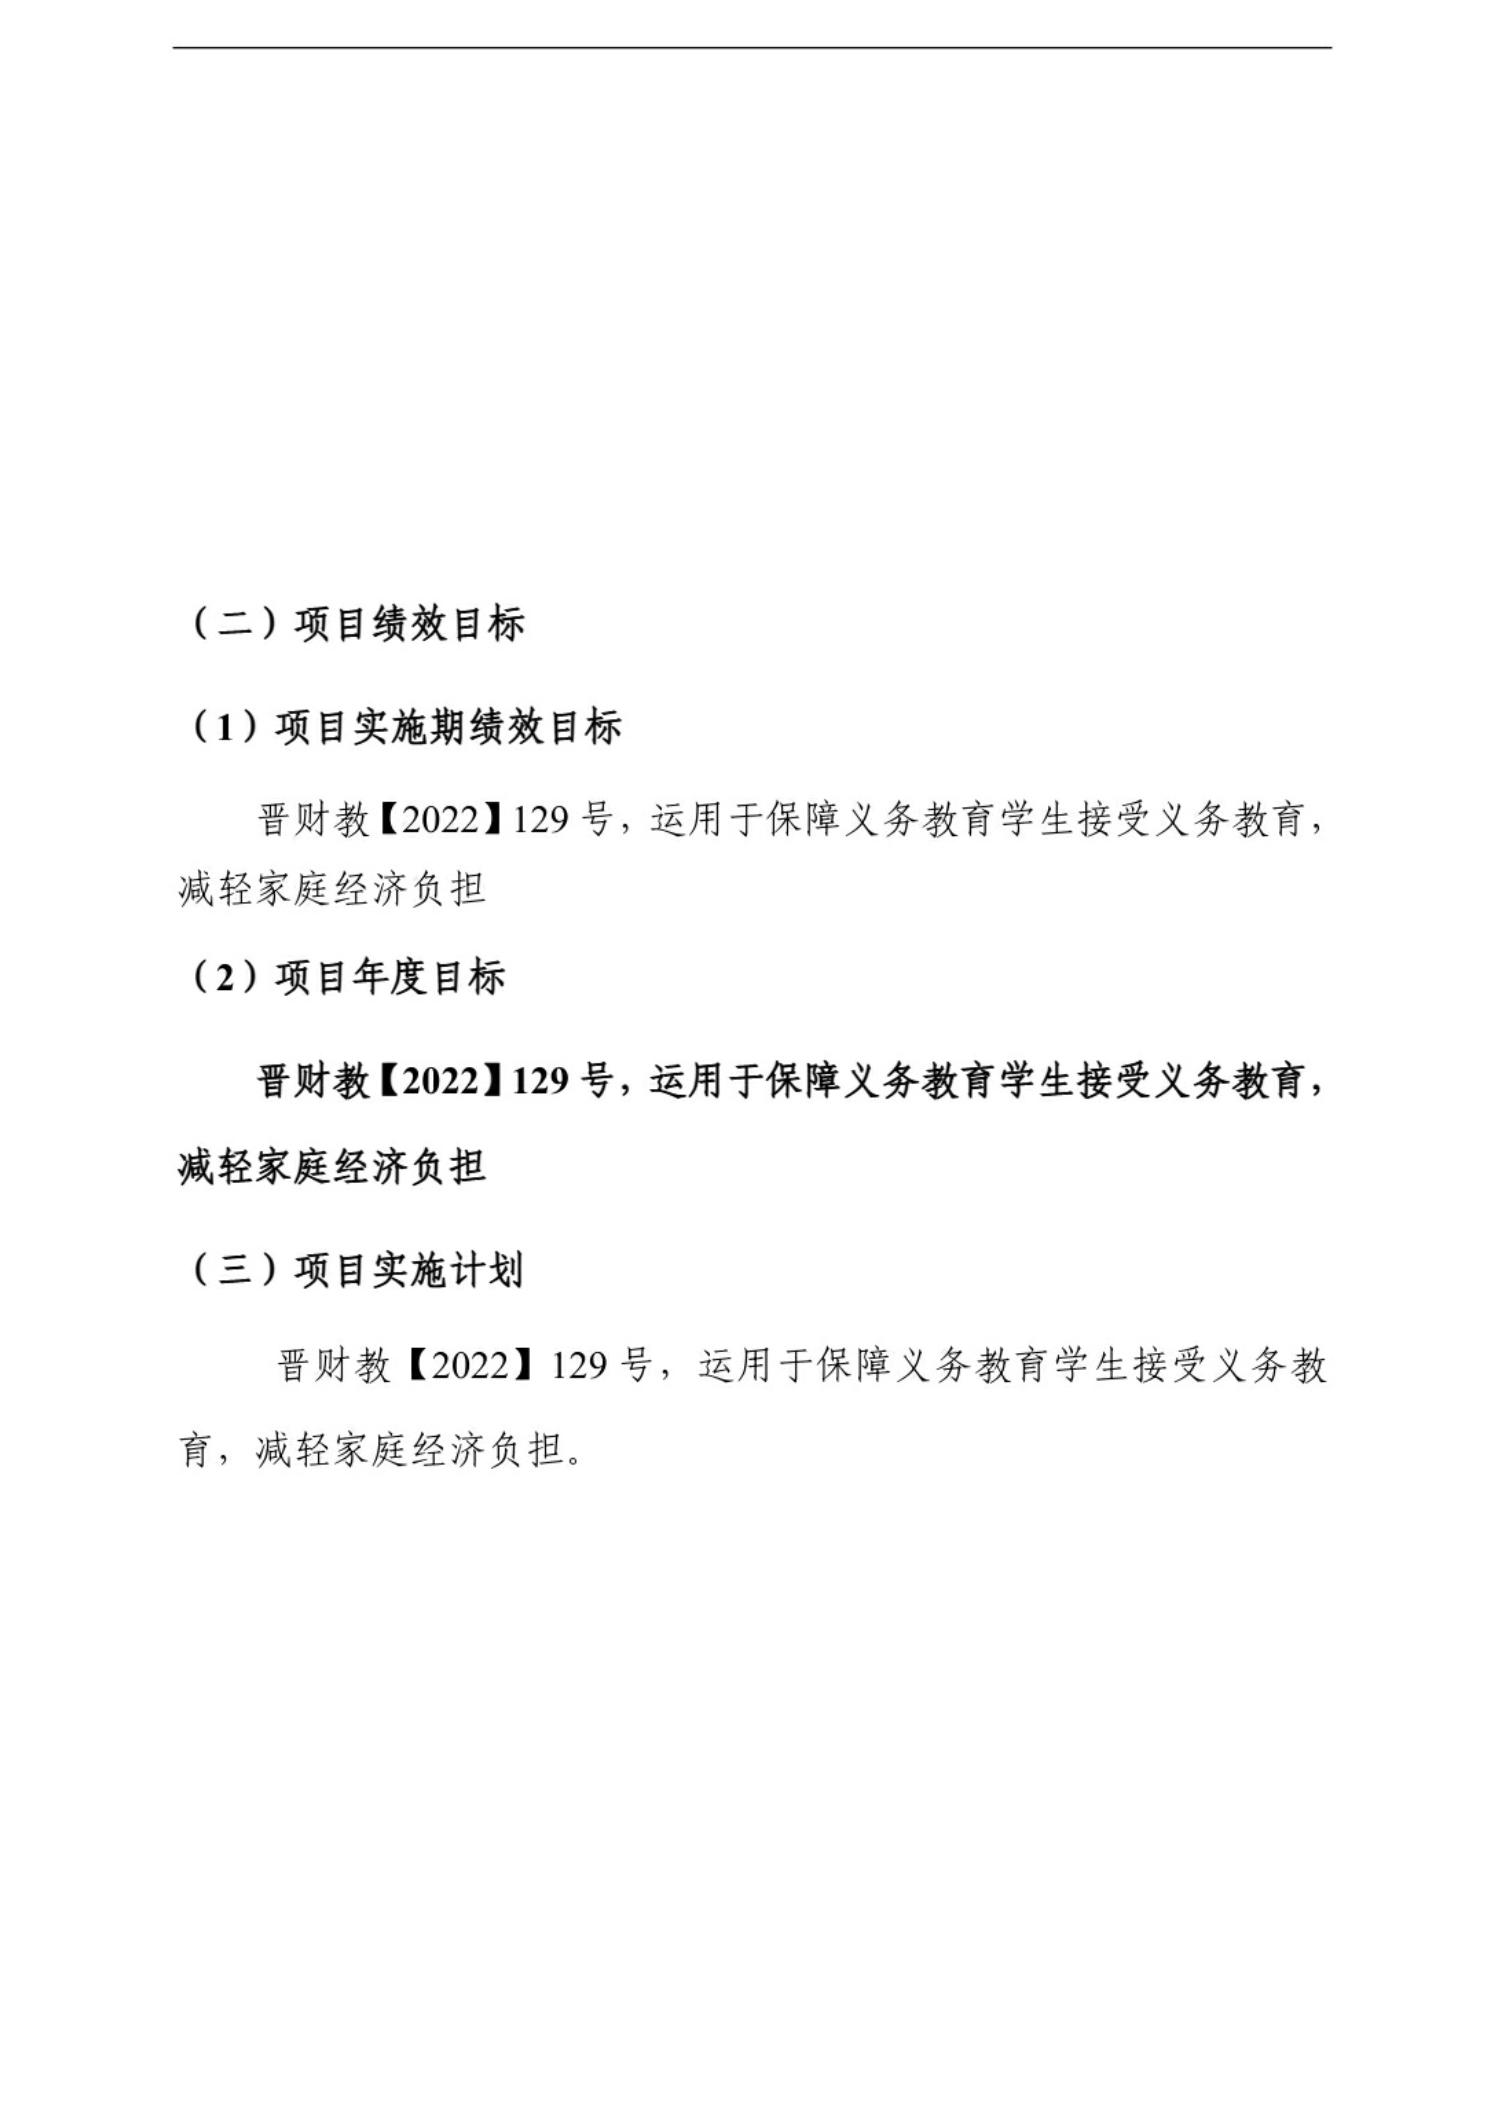 （二）项目绩效目标
（1）项目实施期绩效目标
晋财教【2022】129 号，运用于保障义务教育学生接受义务教育，
减轻家庭经济负担
（2）项目年度目标
晋财教【2022】129 号，运用于保障义务教育学生接受义务教育，
减轻家庭经济负担
（三）项目实施计划
晋财教【2022】129 号，运用于保障义务教育学生接受义务教
育，减轻家庭经济负担。